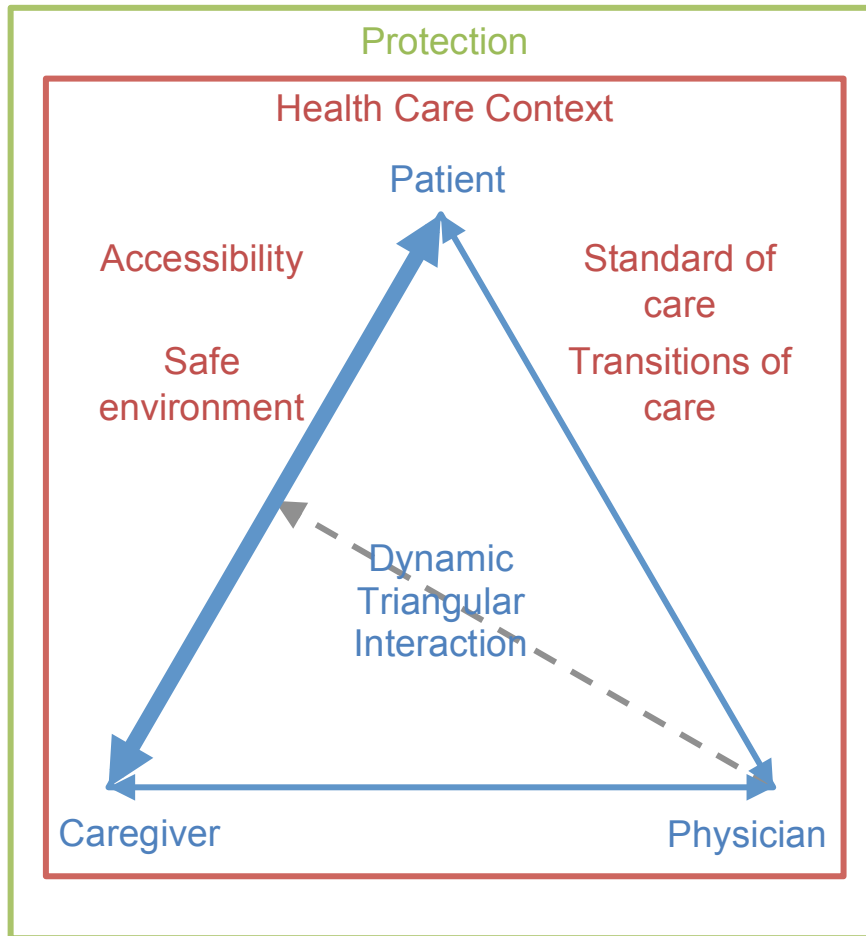 Protection
Health Care Context
Patient
Accessibility
Safe
environment
Standard of
care
Transitions of
care
Dynamic
Triangular
Interaction
Caregiver
Physician